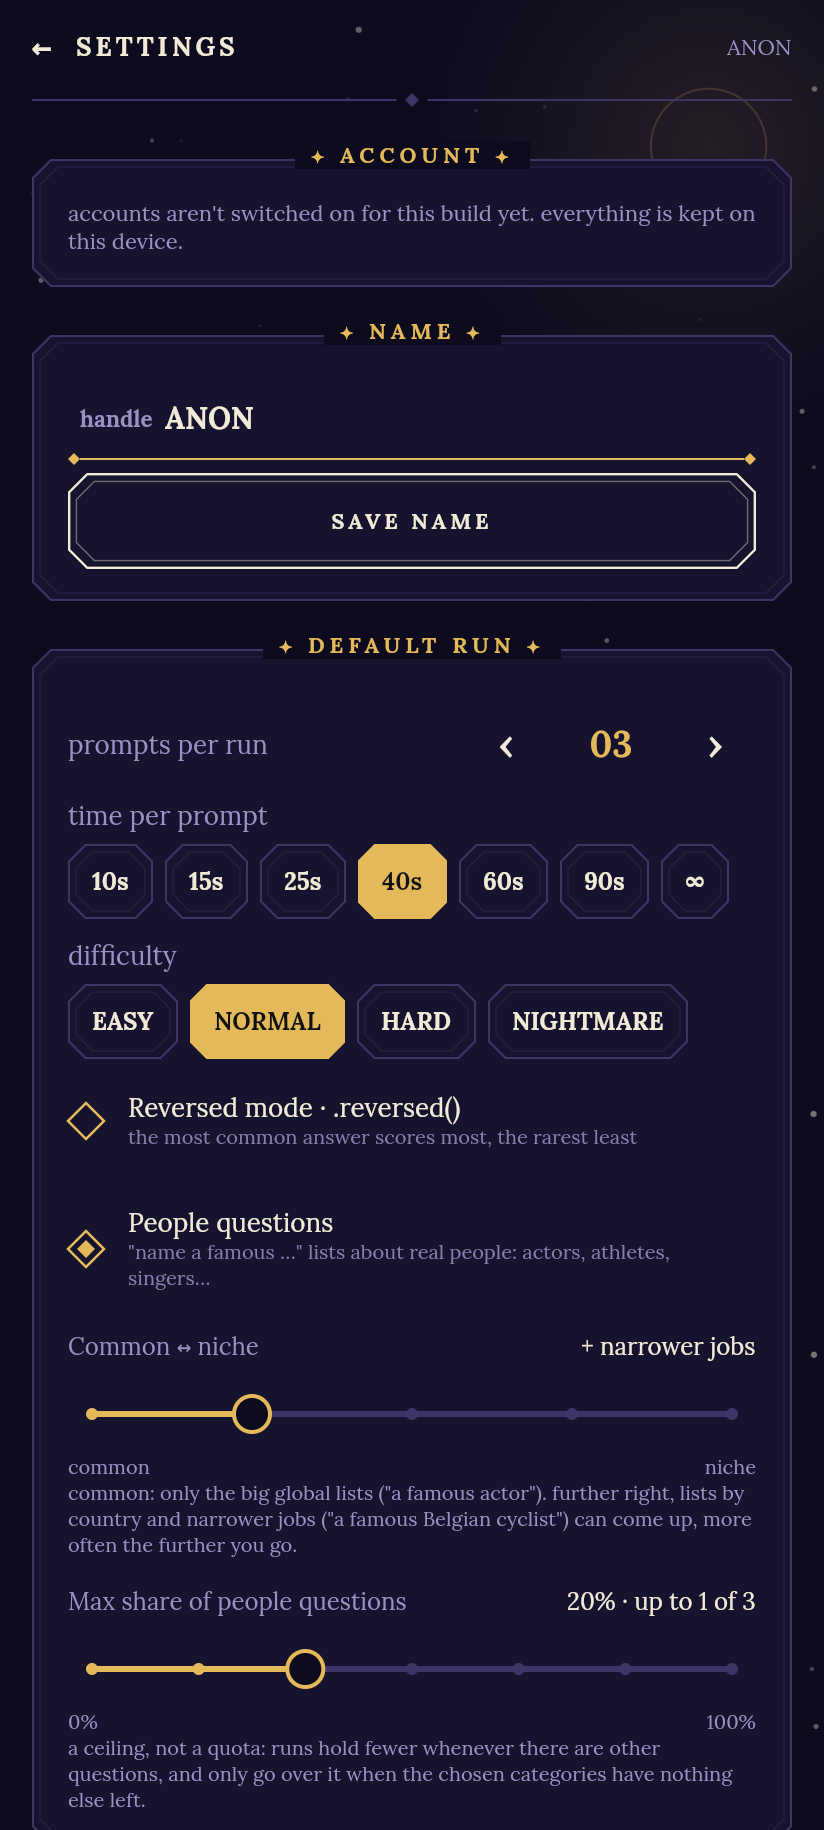 ← SETTINGS ANON
✦ ACCOUNT ✦
accounts aren't switched on for this build yet. everything is kept on
this device.
✦ NAME ✦
handle ANON
SAVE NAME
✦ DEFAULT RUN ✦
prompts per run ‹ 03 ›
time per prompt
10s 15s 25s 40s 60s 90s ∞
difficulty
EASY NORMAL HARD NIGHTMARE
Reversed mode · .reversed()
the most common answer scores most, the rarest least
People questions
"name a famous …" lists about real people: actors, athletes,
singers…
Common ↔ niche + narrower jobs
common niche
common: only the big global lists ("a famous actor"). further right, lists by
country and narrower jobs ("a famous Belgian cyclist") can come up, more
often the further you go.
Max share of people questions 20% · up to 1 of 3
0% 100%
a ceiling, not a quota: runs hold fewer whenever there are other
questions, and only go over it when the chosen categories have nothing
else left.